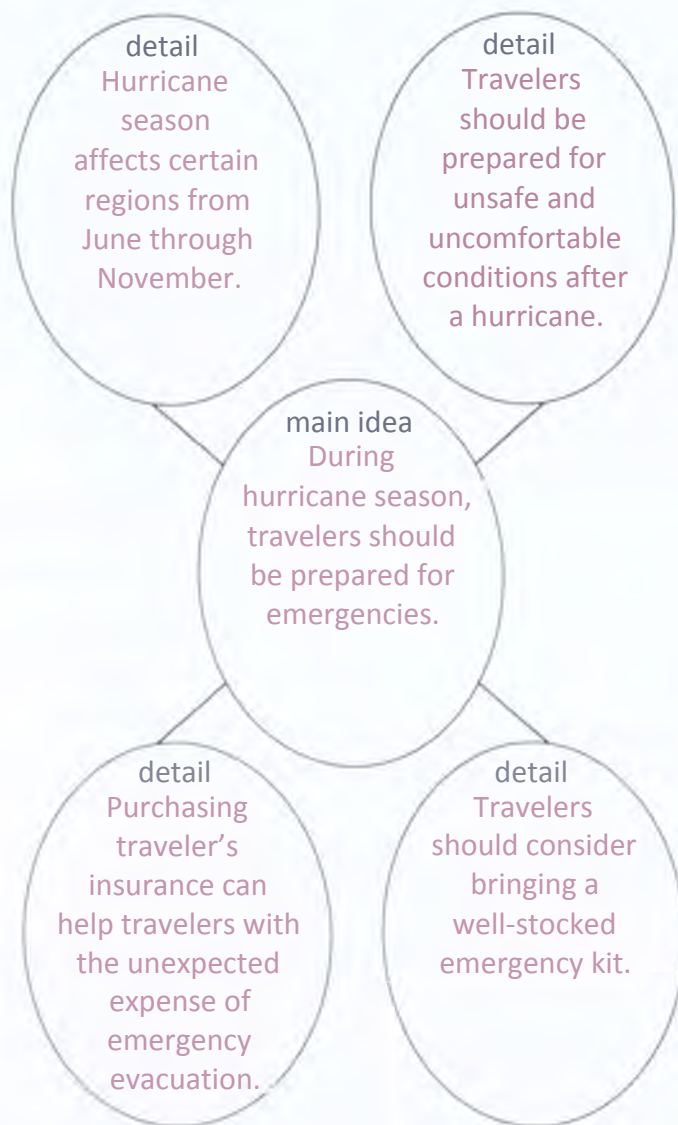 detail
Hurricane
season
affects certain
regions from
June through
November.
detail
Travelers
should be
prepared for
unsafe and
uncomfortable
conditions after
a hurricane.
main idea
During
hurricane season,
travelers should
be prepared for
emergencies.
detail
Purchasing
traveler’s
insurance can
help travelers with
the unexpected
expense of
emergency
evacuation.
detail
Travelers
should consider
bringing a
well-stocked
emergency kit.